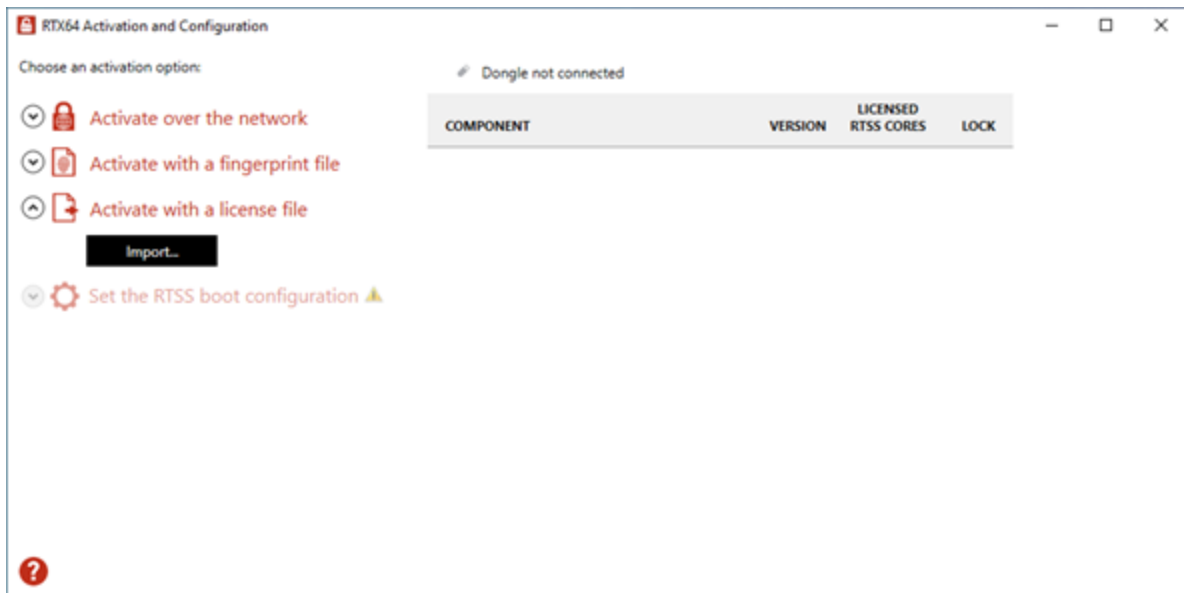 RTX64 Activation and Configuration
Choose an activation option:
Dongle not connected
Activate over the network
Activate with a fingerprint file
Activate with a license file
Import...
Set the RTSS boot configuration
COMPONENT
VERSION
LICENSED
RTSS CORES
LOCK
?